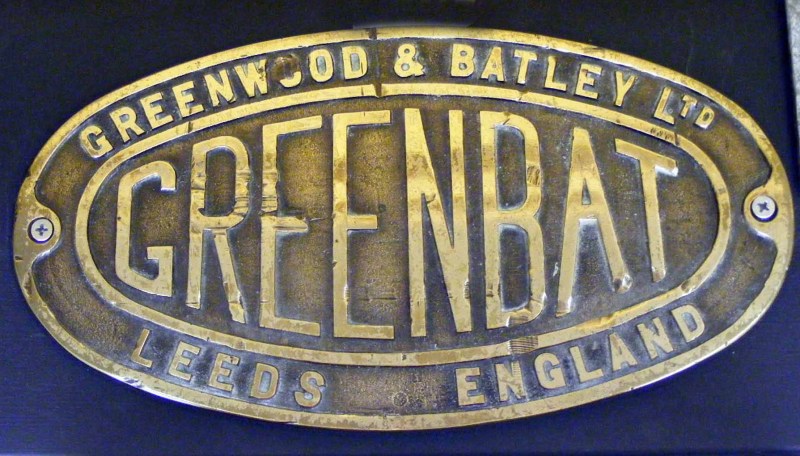 GREENWOOD & BATLEY LTD
GREENBAT
LEEDS ENGLAND